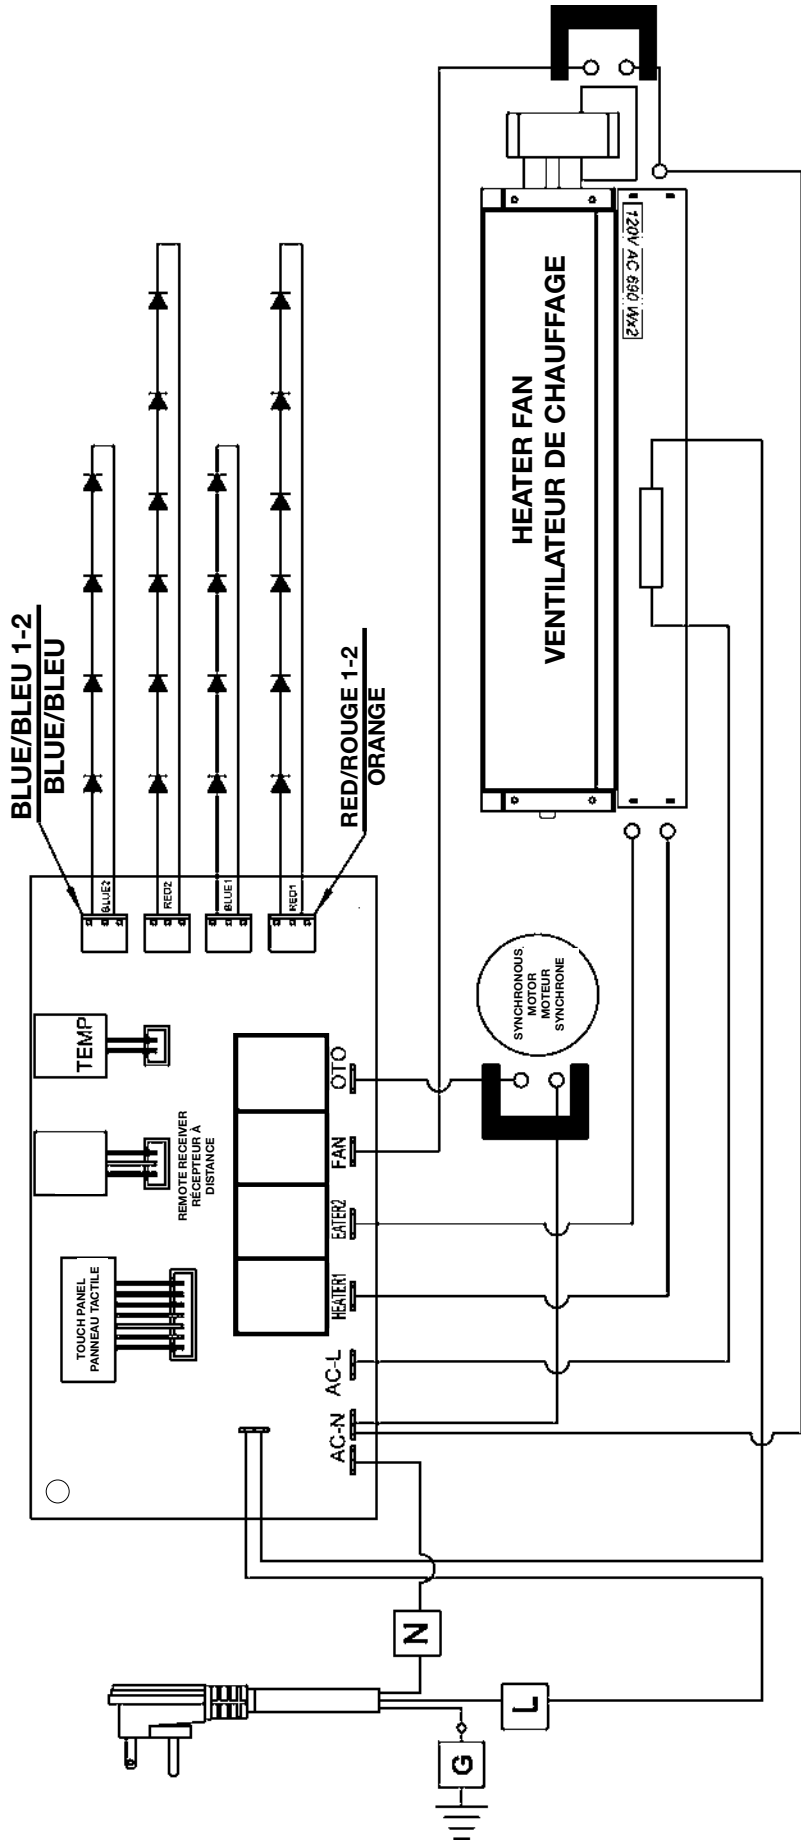 BLUE/BLEU 1-2
BLUE/BLEU
RED/ROUGE 1-2
ORANGE
BLUE2
RED2
BLUE1
RED1
TEMP
REMOTE RECEIVER
RÉCEPTEUR À
DISTANCE
TOUCH PANEL
PANNEAU TACTILE
OTO
FAN
EATER2
HEATER1
AC-L
AC-N
SYNCHRONOUS
MOTOR
MOTEUR
SYNCHRONE
HEATER FAN
VENTILATEUR DE CHAUFFAGE
120V AC 690 Wx2
N
L
G